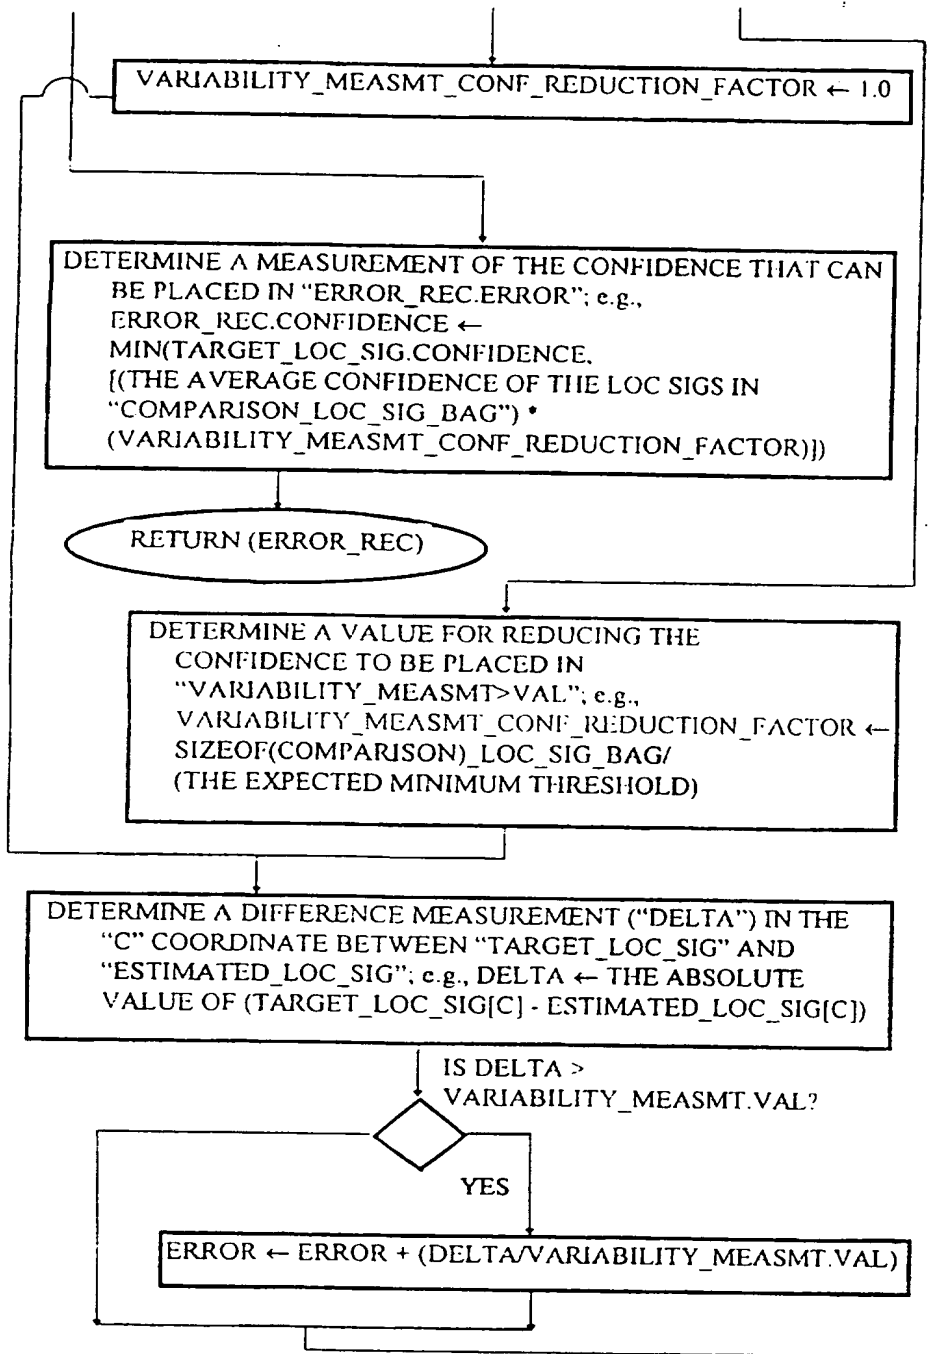 VARIABILITY_MEASMT_CONF_REDUCTION_FACTOR ← 1.0
DETERMINE A MEASUREMENT OF THE CONFIDENCE THAT CAN
BE PLACED IN “ERROR_REC.ERROR”; e.g.,
ERROR_REC.CONFIDENCE ←
MIN(TARGET_LOC_SIG.CONFIDENCE,
[(THE AVERAGE CONFIDENCE OF THE LOC SIGS IN
“COMPARISON_LOC_SIG_BAG”) *
(VARIABILITY_MEASMT_CONF_REDUCTION_FACTOR)])
RETURN (ERROR_REC)
DETERMINE A VALUE FOR REDUCING THE
CONFIDENCE TO BE PLACED IN
“VARIABILITY_MEASMT>VAL”; e.g.,
VARIABILITY_MEASMT_CONF_REDUCTION_FACTOR ←
SIZEOF(COMPARISON)_LOC_SIG_BAG/
(THE EXPECTED MINIMUM THRESHOLD)
DETERMINE A DIFFERENCE MEASUREMENT (“DELTA”) IN THE
“C” COORDINATE BETWEEN “TARGET_LOC_SIG” AND
“ESTIMATED_LOC_SIG”; e.g., DELTA ← THE ABSOLUTE
VALUE OF (TARGET_LOC_SIG[C] - ESTIMATED_LOC_SIG[C])
IS DELTA >
VARIABILITY_MEASMT.VAL?
YES
ERROR ← ERROR + (DELTA/VARIABILITY_MEASMT.VAL)